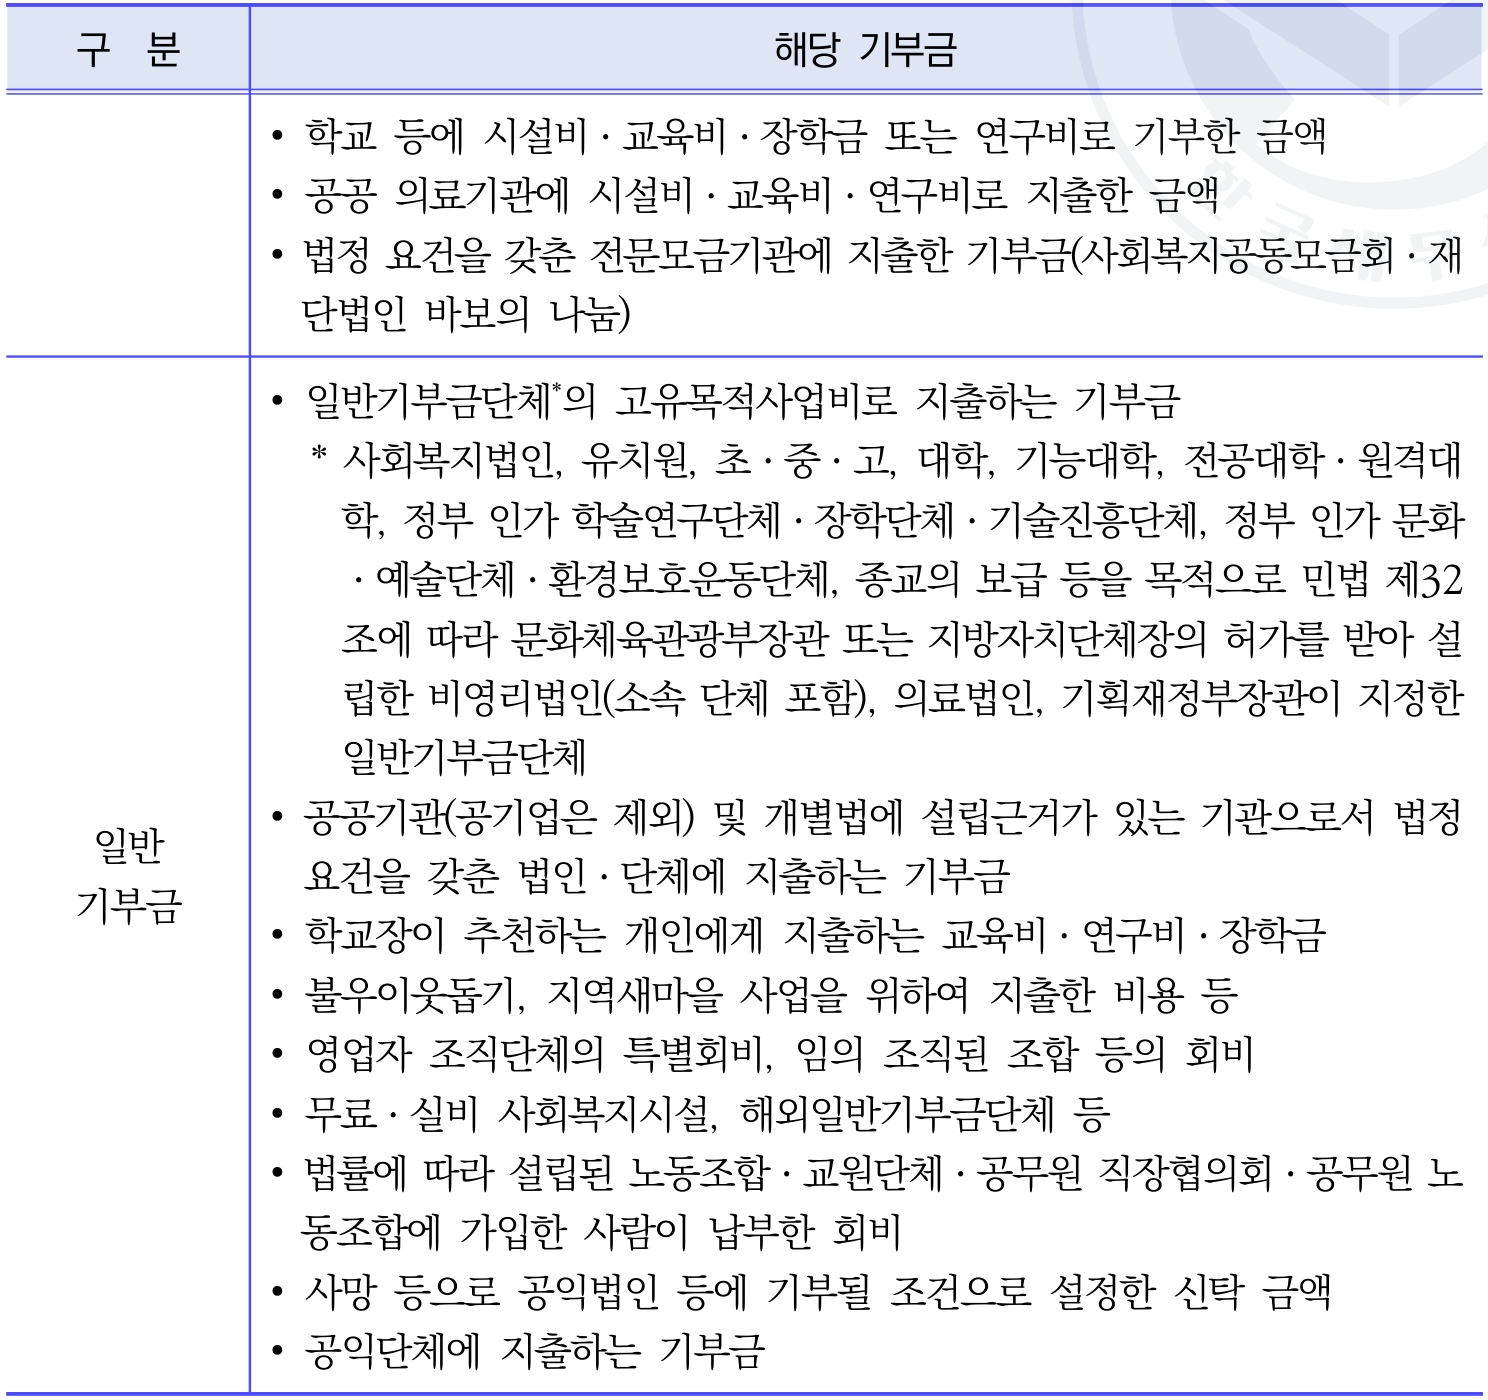 구 분 해당 기부금
• 학교 등에 시설비·교육비·장학금 또는 연구비로 기부한 금액
• 공공 의료기관에 시설비·교육비·연구비로 지출한 금액
• 법정 요건을 갖춘 전문모금기관에 지출한 기부금(사회복지공동모금회·재
단법인 바보의 나눔)
일반
기부금
• 일반기부금단체*의 고유목적사업비로 지출하는 기부금
* 사회복지법인, 유치원, 초·중·고, 대학, 기능대학, 전공대학·원격대
학, 정부 인가 학술연구단체·장학단체·기술진흥단체, 정부 인가 문화
·예술단체·환경보호운동단체, 종교의 보급 등을 목적으로 민법 제32
조에 따라 문화체육관광부장관 또는 지방자치단체장의 허가를 받아 설
립한 비영리법인(소속 단체 포함), 의료법인, 기획재정부장관이 지정한
일반기부금단체
• 공공기관(공기업은 제외) 및 개별법에 설립근거가 있는 기관으로서 법정
요건을 갖춘 법인·단체에 지출하는 기부금
• 학교장이 추천하는 개인에게 지출하는 교육비·연구비·장학금
• 불우이웃돕기, 지역새마을 사업을 위하여 지출한 비용 등
• 영업자 조직단체의 특별회비, 임의 조직된 조합 등의 회비
• 무료·실비 사회복지시설, 해외일반기부금단체 등
• 법률에 따라 설립된 노동조합·교원단체·공무원 직장협의회·공무원 노
동조합에 가입한 사람이 납부한 회비
• 사망 등으로 공익법인 등에 기부될 조건으로 설정한 신탁 금액
• 공익단체에 지출하는 기부금
한국세무